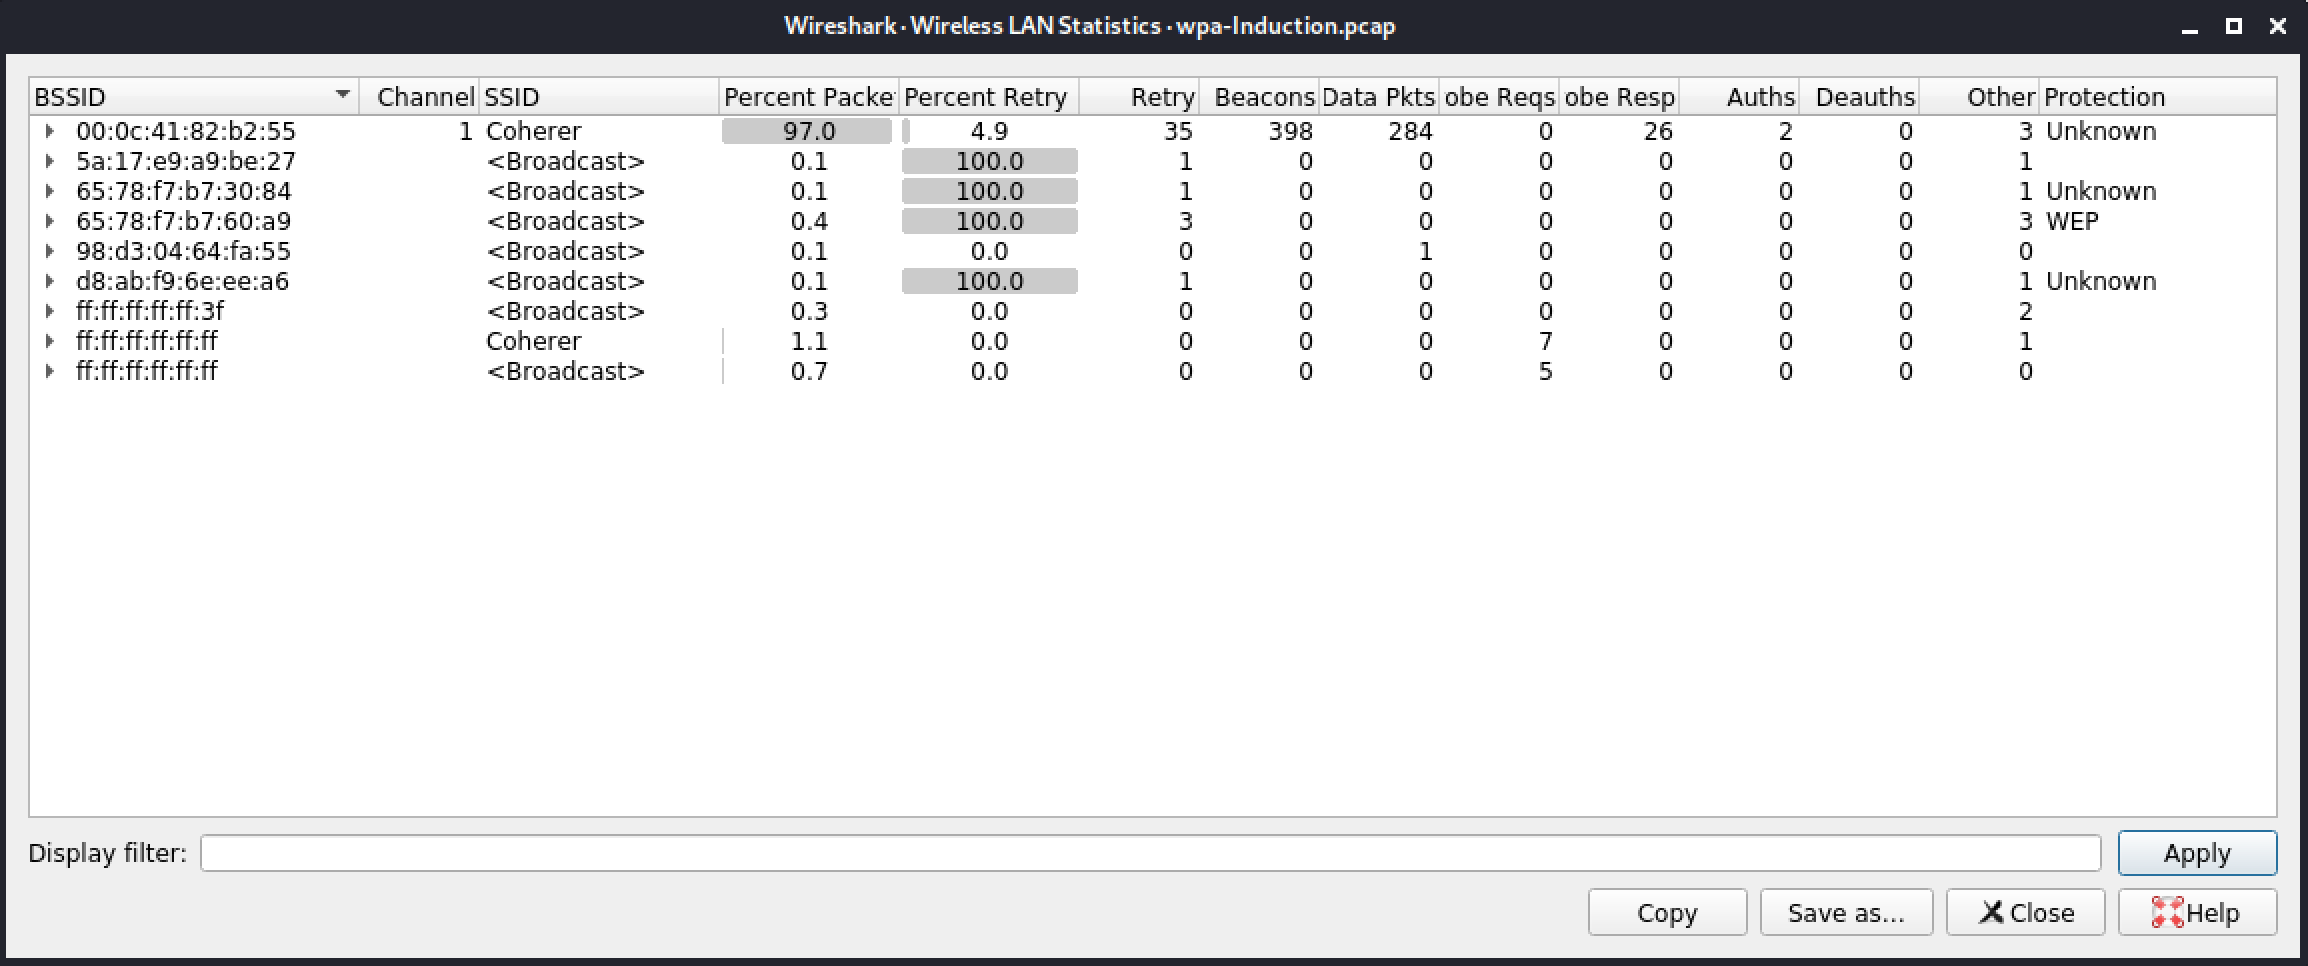 Wireshark · Wireless LAN Statistics · wpa-Induction.pcap
BSSID Channel SSID Percent Packe Percent Retry Retry Beacons Data Pkts obe Reqs obe Resp Auths Deauths Other Protection
00:0c:41:82:b2:55 1 Coherer 97.0 4.9 35 398 284 0 26 2 0 3 Unknown
5a:17:e9:a9:be:27 <Broadcast> 0.1 100.0 1 0 0 0 0 0 0 1
65:78:f7:b7:30:84 <Broadcast> 0.1 100.0 1 0 0 0 0 0 0 1 Unknown
65:78:f7:b7:60:a9 <Broadcast> 0.4 100.0 3 0 0 0 0 0 0 3 WEP
98:d3:04:64:fa:55 <Broadcast> 0.1 0.0 0 0 1 0 0 0 0 0
d8:ab:f9:6e:ee:a6 <Broadcast> 0.1 100.0 1 0 0 0 0 0 0 1 Unknown
ff:ff:ff:ff:ff:3f <Broadcast> 0.3 0.0 0 0 0 0 0 0 0 2
ff:ff:ff:ff:ff:ff Coherer 1.1 0.0 0 0 0 7 0 0 0 1
ff:ff:ff:ff:ff:ff <Broadcast> 0.7 0.0 0 0 0 5 0 0 0 0
Display filter: Apply
Copy Save as... Close Help